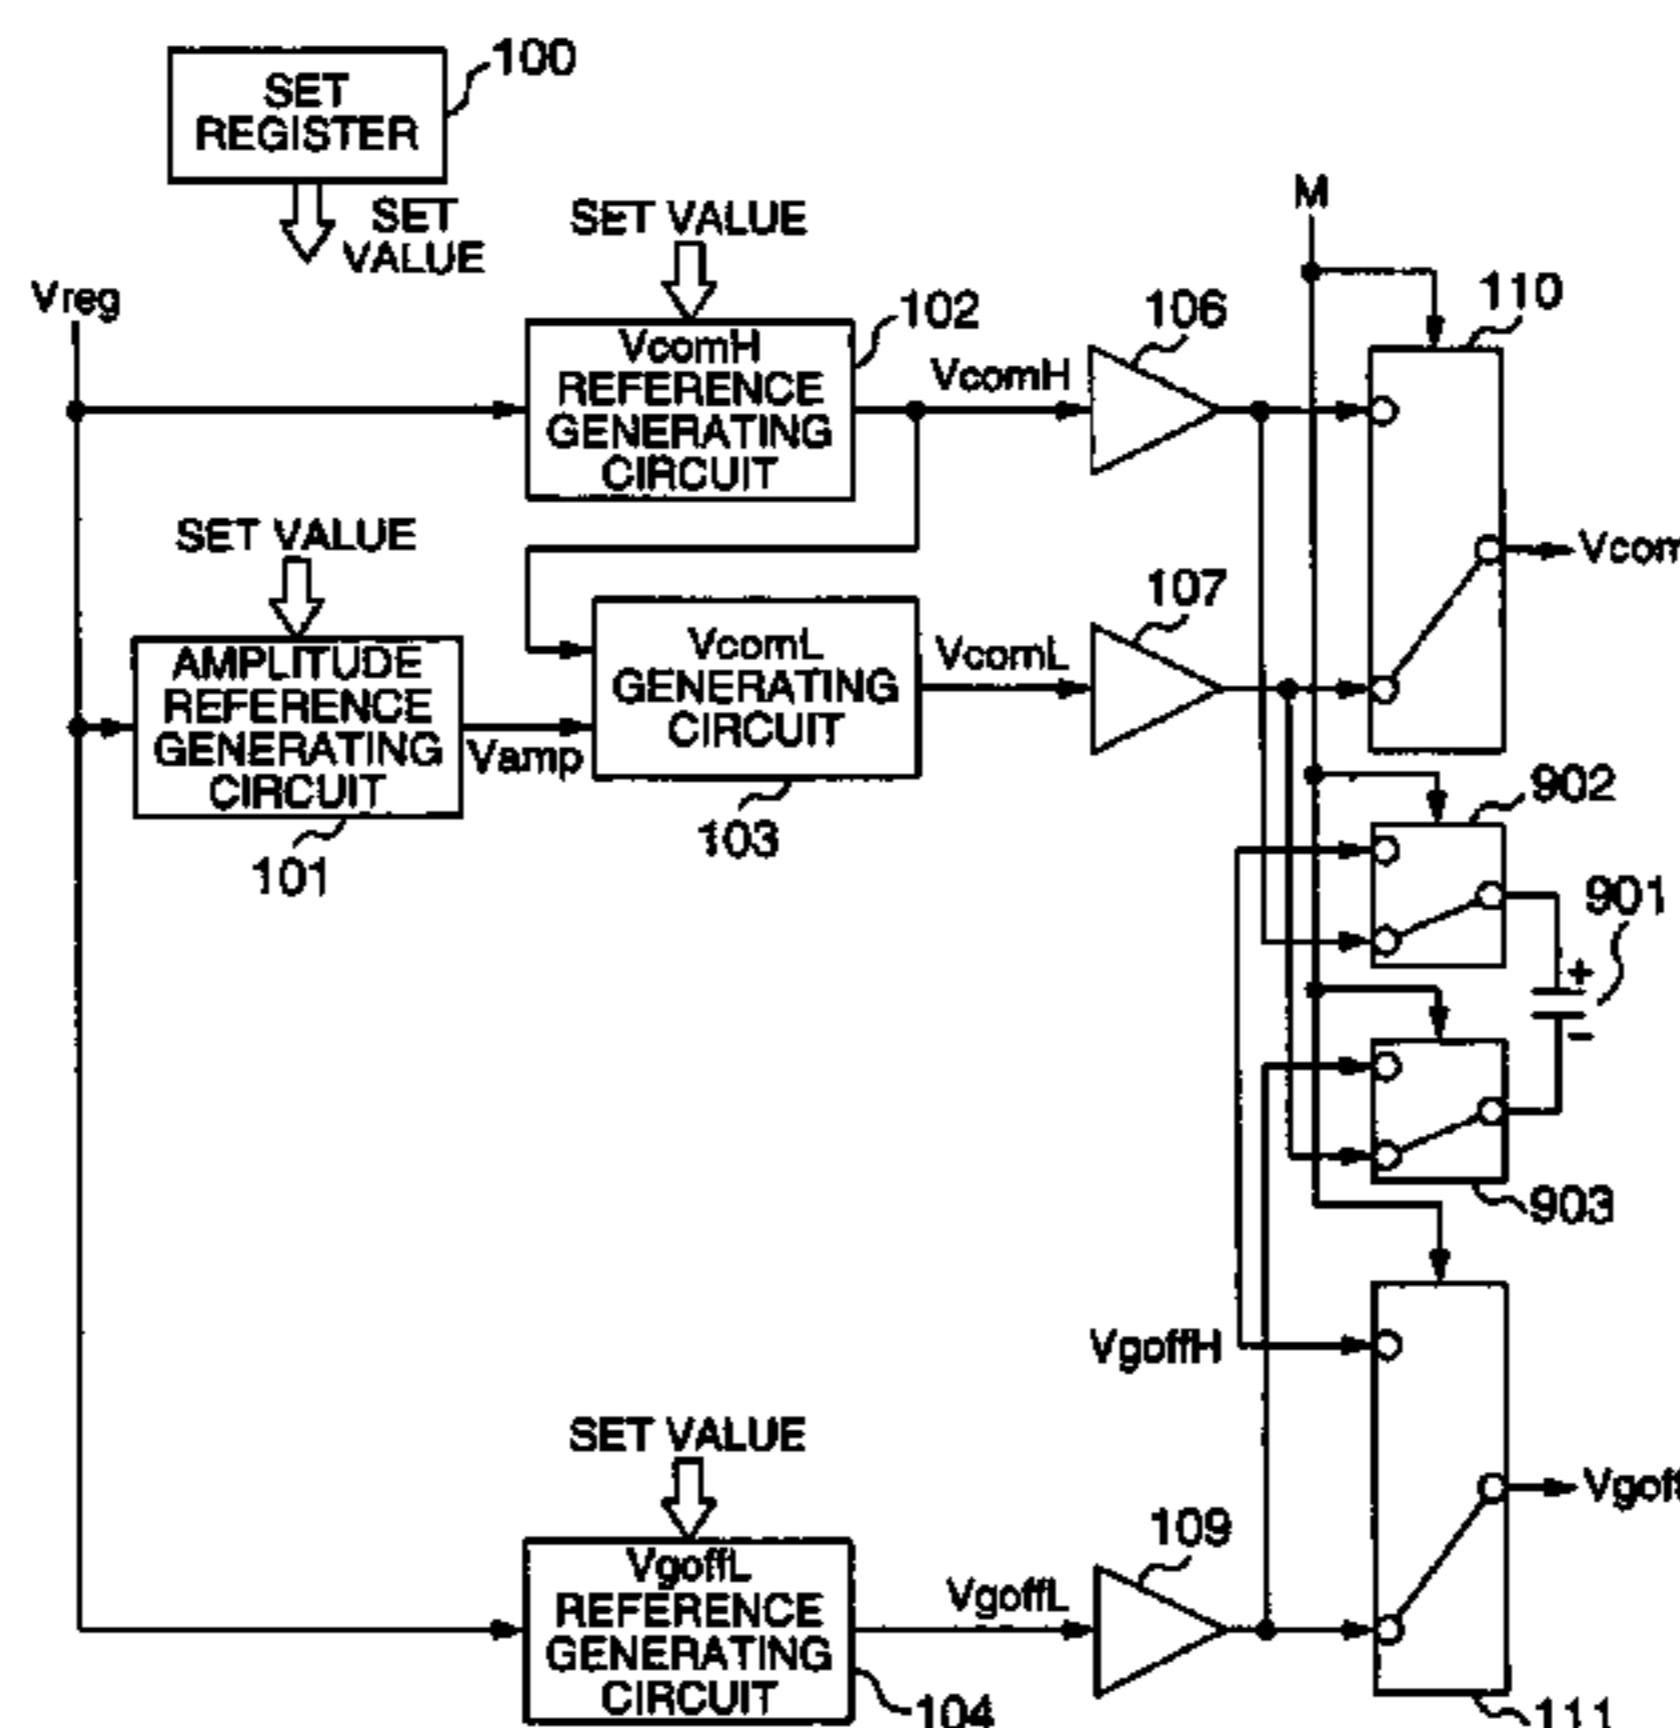 100
SET
REGISTER
SET
VALUE
SET VALUE
M
Vreg
102
106
110
VcomH
REFERENCE
GENERATING
CIRCUIT
VcomH
SET VALUE
Vcom
107
AMPLITUDE
REFERENCE
GENERATING
CIRCUIT
Vamp
VcomL
GENERATING
CIRCUIT
VcomL
902
103
101
901
+
−
903
VgoffH
SET VALUE
Vgoff
109
VgoffL
REFERENCE
GENERATING
CIRCUIT
VgoffL
104
111